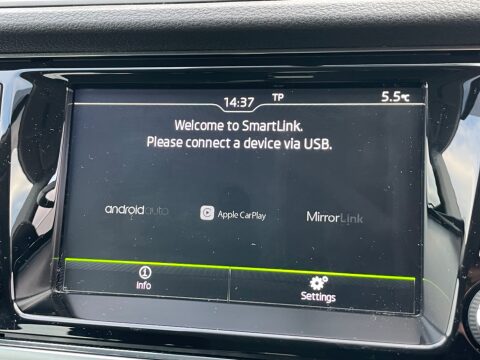 14:37 TP 5.5°C
Welcome to SmartLink.
Please connect a device via USB.
androidauto Apple CarPlay MirrorLink
Info Settings